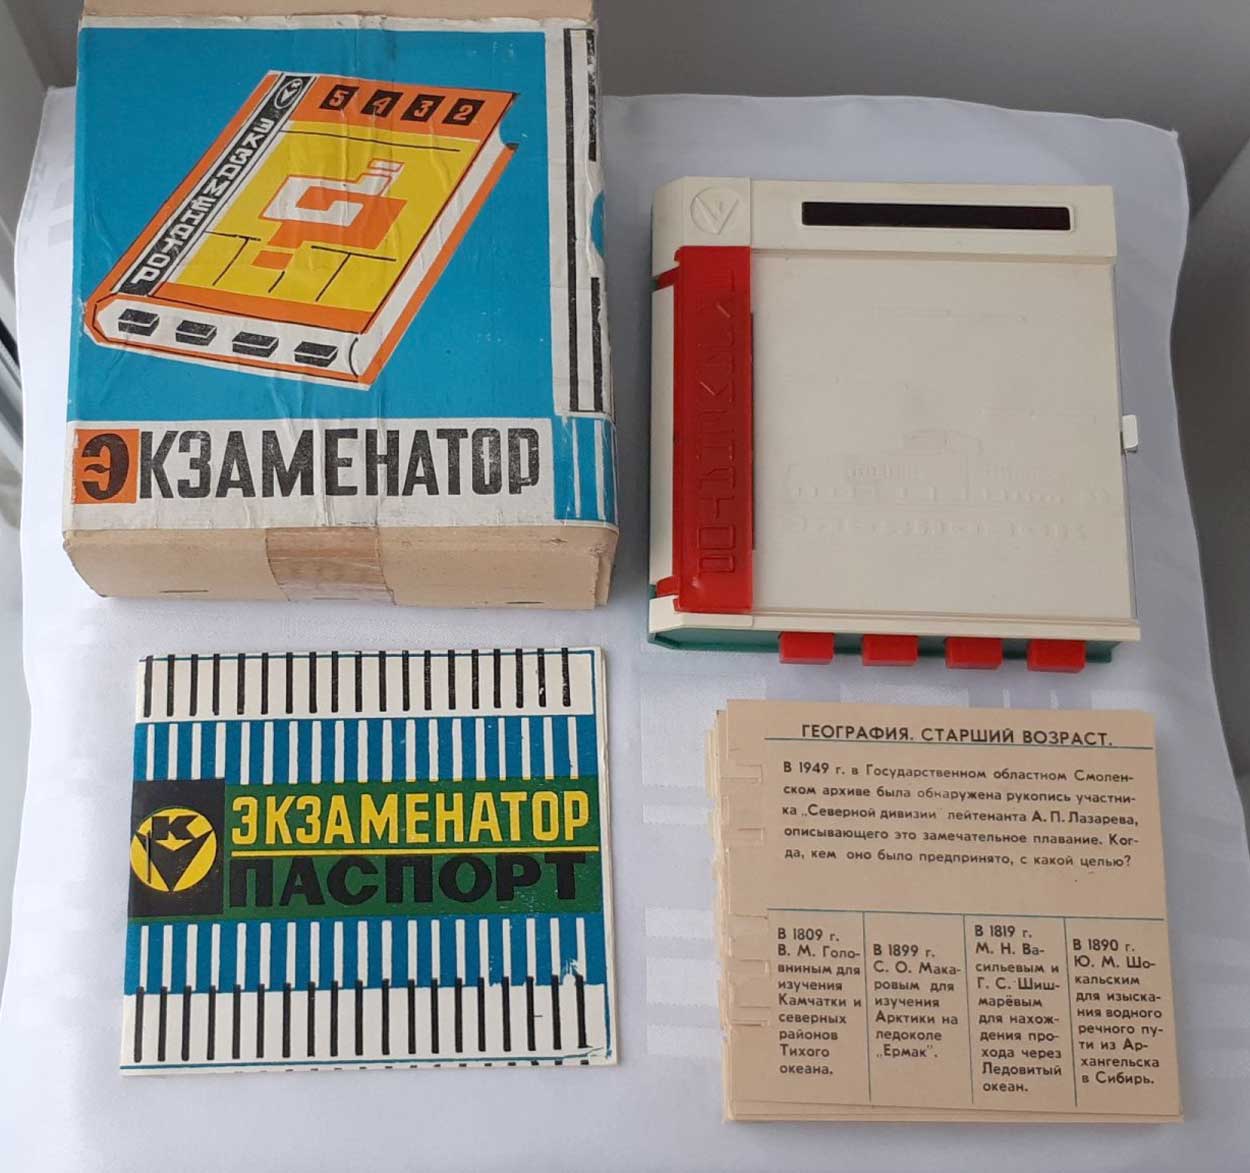 5 4 3 2
ЭКЗАМЕНАТОР
ЭКЗАМЕНАТОР
К
ЭКЗАМЕНАТОР
ПАСПОРТ
ГЕОГРАФИЯ. СТАРШИЙ ВОЗРАСТ.
В 1949 г. в Государственном областном Смолен-
ском архиве была обнаружена рукопись участни-
ка „Северной дивизии лейтенанта А. П. Лазарева,
описывающего это замечательное плавание. Ког-
да, кем оно было предпринято, с какой целью?
В 1809 г.
В. М. Голо-
вниным для
изучения
Камчатки и
северных
районов
Тихого
океана.
В 1899 г.
С. О. Мака-
ровым для
изучения
Арктики на
ледоколе
„Ермак".
В 1819 г.
М. Н. Ва-
сильевым и
Г. С. Шиш-
марёвым
для нахож-
дения про-
хода через
Ледовитый
океан.
В 1890 г.
Ю. М. Шо-
кальским
для изыска-
ния водного
речного пу-
ти из Ар-
хангельска
в Сибирь.